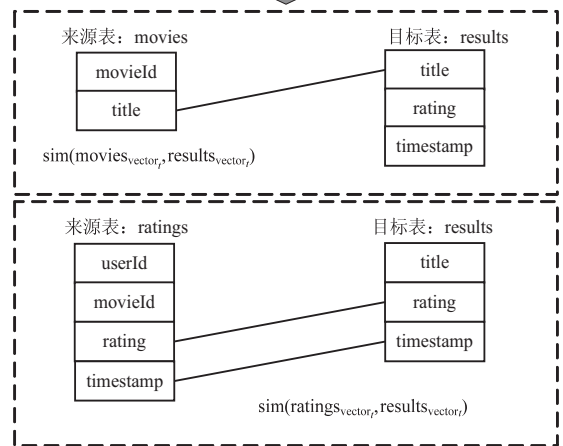 来源表：movies
目标表：results
movieId
title
title
rating
timestamp
sim(movies_vector_t,results_vector_t)
来源表：ratings
目标表：results
userId
movieId
rating
timestamp
title
rating
timestamp
sim(ratings_vector_t,results_vector_t)